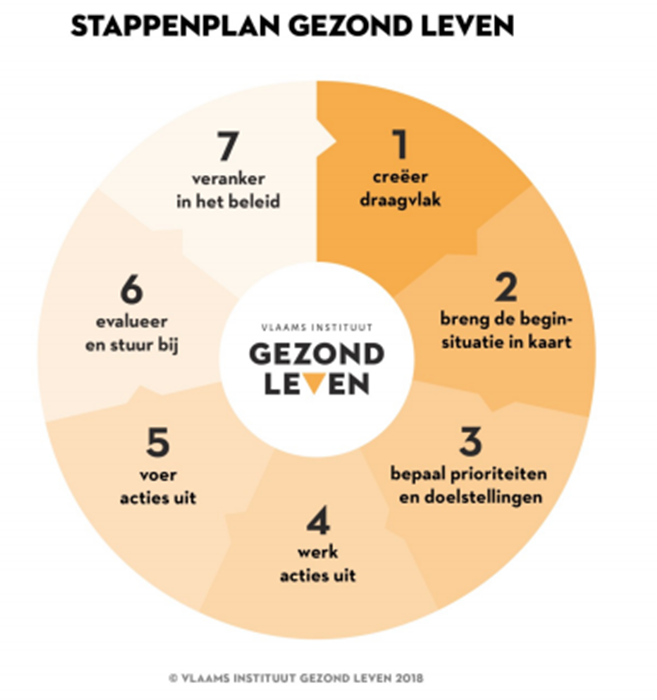 STAPPENPLAN GEZOND LEVEN
1
creëer
draagvlak
2
breng de begin-
situatie in kaart
3
bepaal prioriteiten
en doelstellingen
4
werk
acties uit
5
voer
acties uit
6
evalueer
en stuur bij
7
veranker
in het beleid
VLAAMS INSTITUUT
GEZOND
LEVEN
© VLAAMS INSTITUUT GEZOND LEVEN 2018